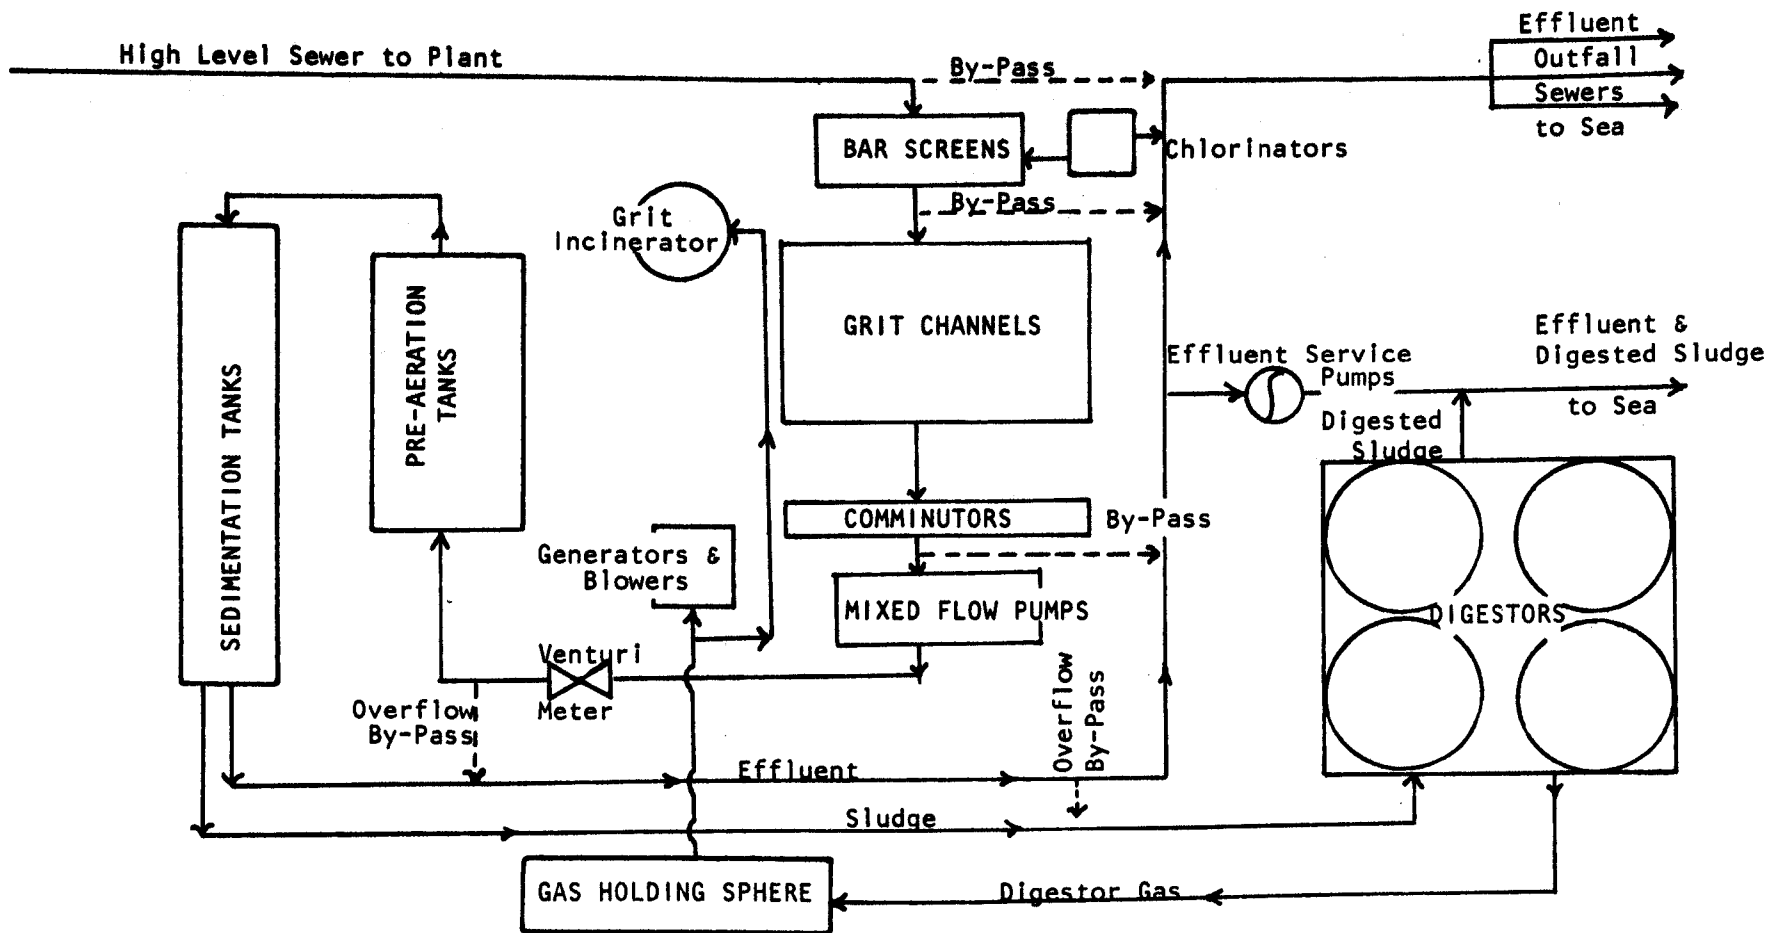 High Level Sewer to Plant
By-Pass
Effluent
Outfall
Sewers
to Sea
BAR SCREENS
Chlorinators
By-Pass
Grit
Incinerator
GRIT CHANNELS
PRE-AERATION
TANKS
SEDIMENTATION TANKS
Effluent Service
Pumps
Effluent &
Digested Sludge
to Sea
Digested
Sludge
COMMINUTORS
By-Pass
Generators &
Blowers
MIXED FLOW PUMPS
DIGESTORS
Venturi
Meter
Overflow
By-Pass
Overflow
By-Pass
Effluent
Sludge
GAS HOLDING SPHERE
Digestor Gas